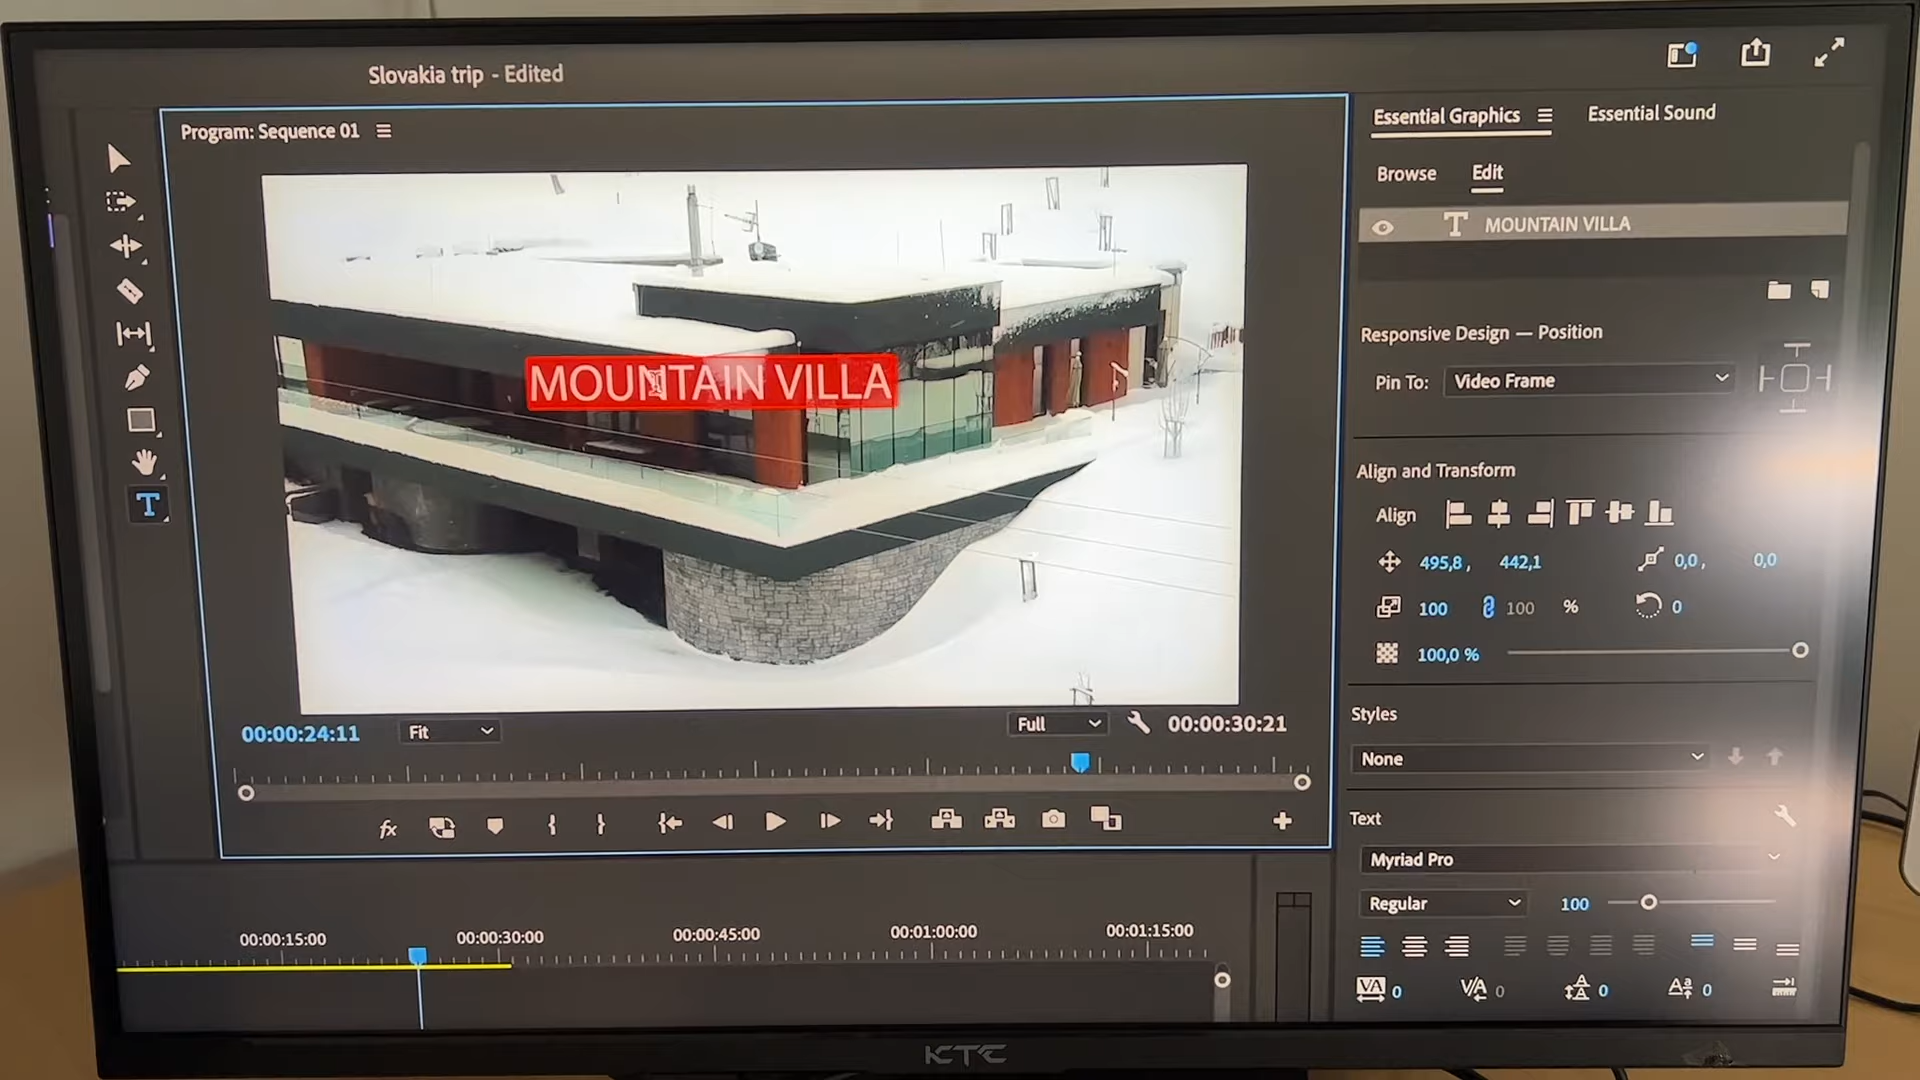 Slovakia trip - Edited
Program: Sequence 01
MOUNTAIN VILLA
00:00:24:11
Fit
Full
00:00:30:21
fx
00:00:15:00
00:00:30:00
00:00:45:00
00:01:00:00
00:01:15:00
Essential Graphics
Essential Sound
Browse
Edit
T MOUNTAIN VILLA
Responsive Design — Position
Pin To: Video Frame
Align and Transform
Align
495,8 , 442,1 0,0 , 0,0
100 100 % 0
100,0 %
Styles
None
Text
Myriad Pro
Regular 100
VA 0 V/A 0 0 0
KTC